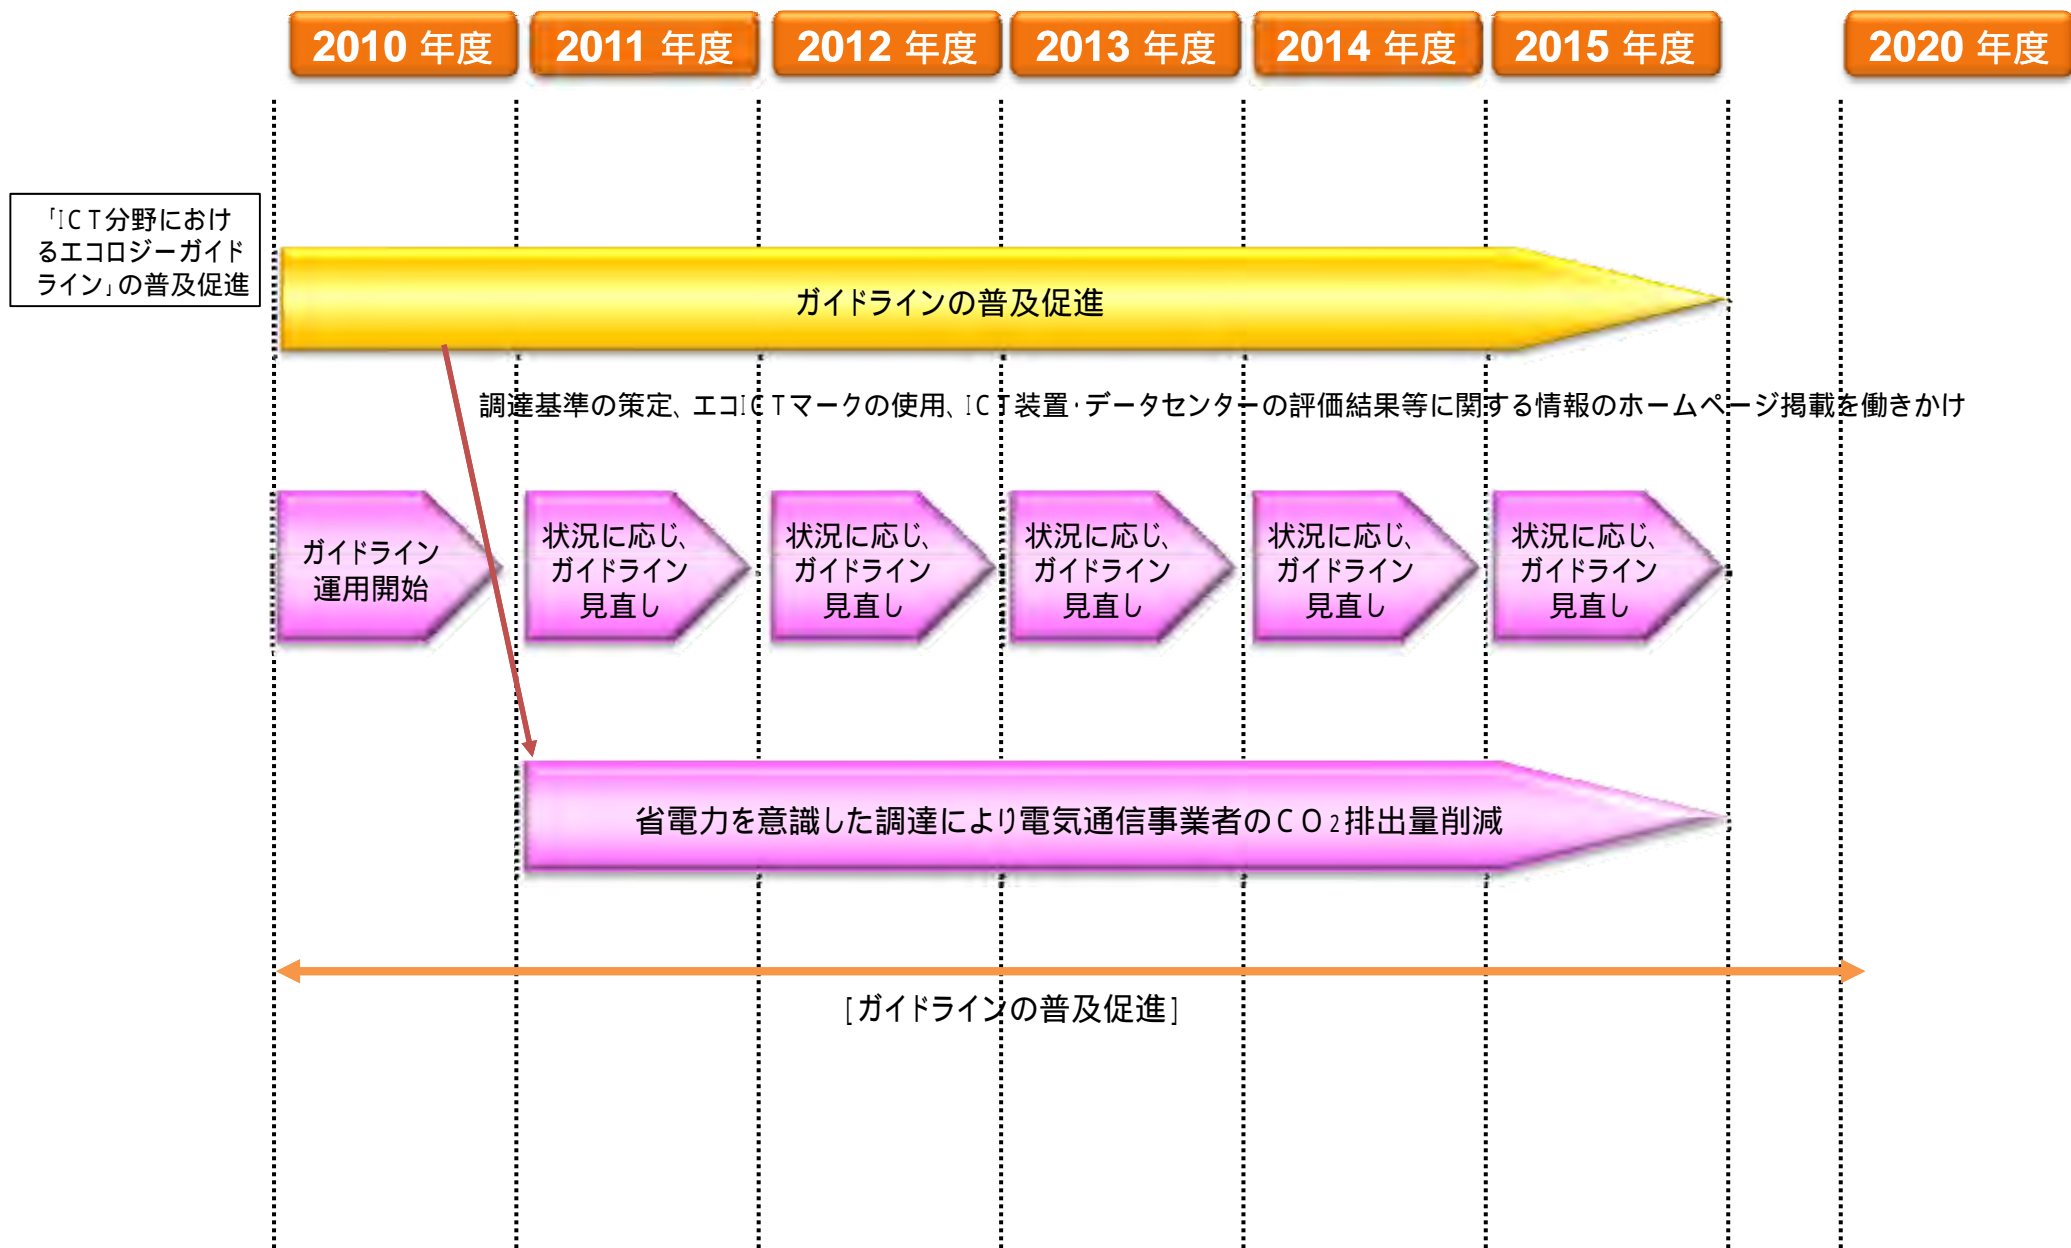 2010 年度
2011 年度
2012 年度
2013 年度
2014 年度
2015 年度
2020 年度
「ICT分野におけ
るエコロジーガイド
ライン」の普及促進
ガイドラインの普及促進
調達基準の策定、エコICTマークの使用、ICT装置・データセンターの評価結果等に関する情報のホームページ掲載を働きかけ
ガイドライン
運用開始
状況に応じ、
ガイドライン
見直し
状況に応じ、
ガイドライン
見直し
状況に応じ、
ガイドライン
見直し
状況に応じ、
ガイドライン
見直し
状況に応じ、
ガイドライン
見直し
省電力を意識した調達により電気通信事業者のCO₂排出量削減
[ガイドラインの普及促進]